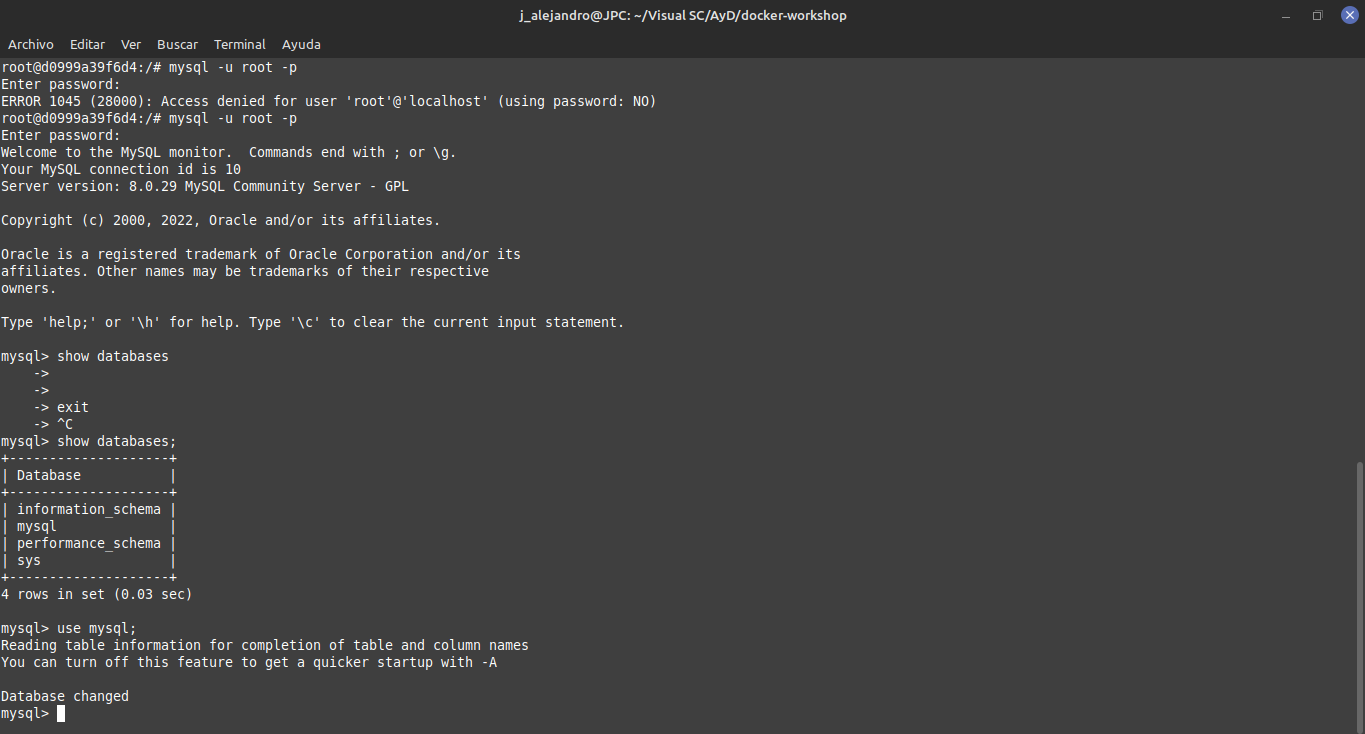 j_alejandro@JPC: ~/Visual SC/AyD/docker-workshop
Archivo Editar Ver Buscar Terminal Ayuda
root@d0999a39f6d4:/# mysql -u root -p
Enter password:
ERROR 1045 (28000): Access denied for user 'root'@'localhost' (using password: NO)
root@d0999a39f6d4:/# mysql -u root -p
Enter password:
Welcome to the MySQL monitor.  Commands end with ; or \g.
Your MySQL connection id is 10
Server version: 8.0.29 MySQL Community Server - GPL
Copyright (c) 2000, 2022, Oracle and/or its affiliates.
Oracle is a registered trademark of Oracle Corporation and/or its
affiliates. Other names may be trademarks of their respective
owners.
Type 'help;' or '\h' for help. Type '\c' to clear the current input statement.
mysql> show databases
    ->
    ->
    -> exit
    -> ^C
mysql> show databases;
+--------------------+
| Database           |
+--------------------+
| information_schema |
| mysql              |
| performance_schema |
| sys                |
+--------------------+
4 rows in set (0.03 sec)
mysql> use mysql;
Reading table information for completion of table and column names
You can turn off this feature to get a quicker startup with -A
Database changed
mysql>